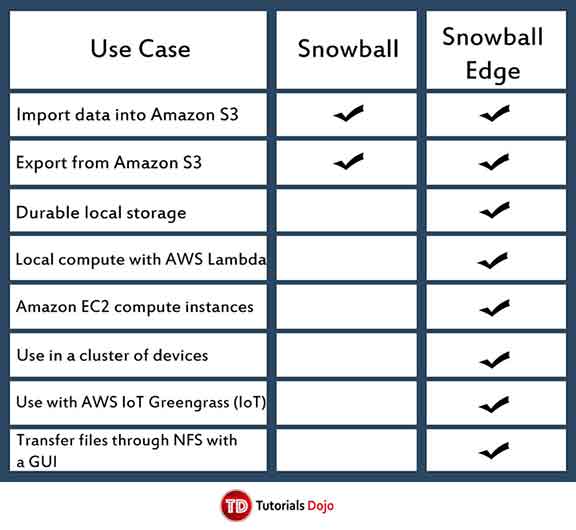 Use Case Snowball Snowball
Edge
Import data into Amazon S3
Export from Amazon S3
Durable local storage
Local compute with AWS Lambda
Amazon EC2 compute instances
Use in a cluster of devices
Use with AWS IoT Greengrass (IoT)
Transfer files through NFS with
a GUI
TD Tutorials Dojo